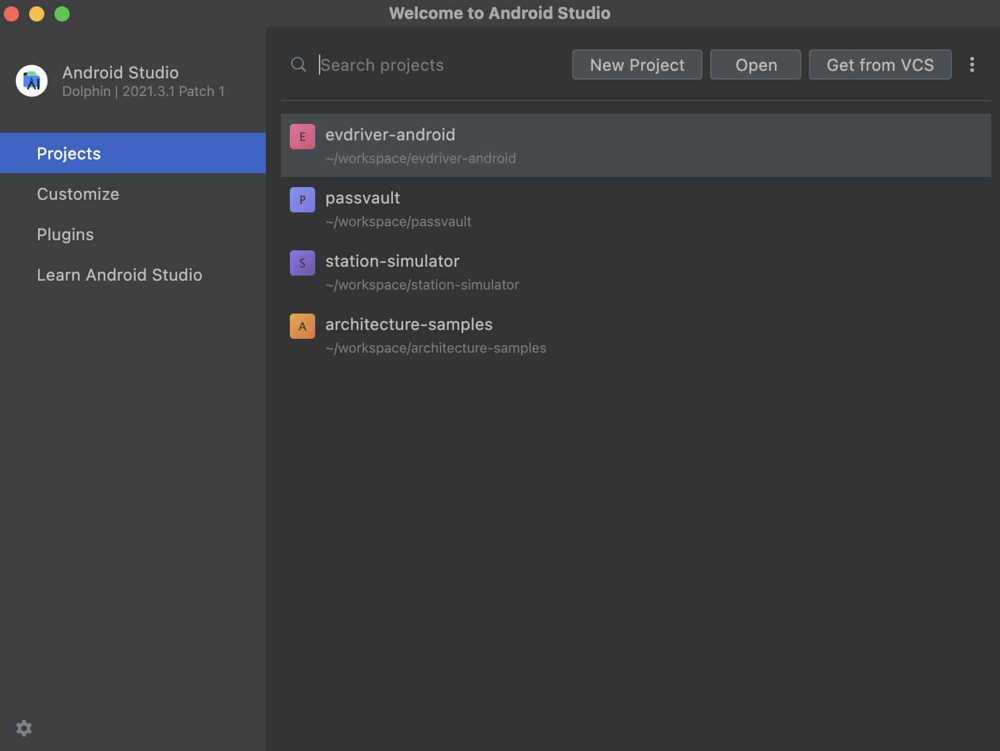 Welcome to Android Studio
Android Studio
Dolphin | 2021.3.1 Patch 1
Projects
Customize
Plugins
Learn Android Studio
Search projects
New Project
Open
Get from VCS
E
evdriver-android
~/workspace/evdriver-android
P
passvault
~/workspace/passvault
S
station-simulator
~/workspace/station-simulator
A
architecture-samples
~/workspace/architecture-samples